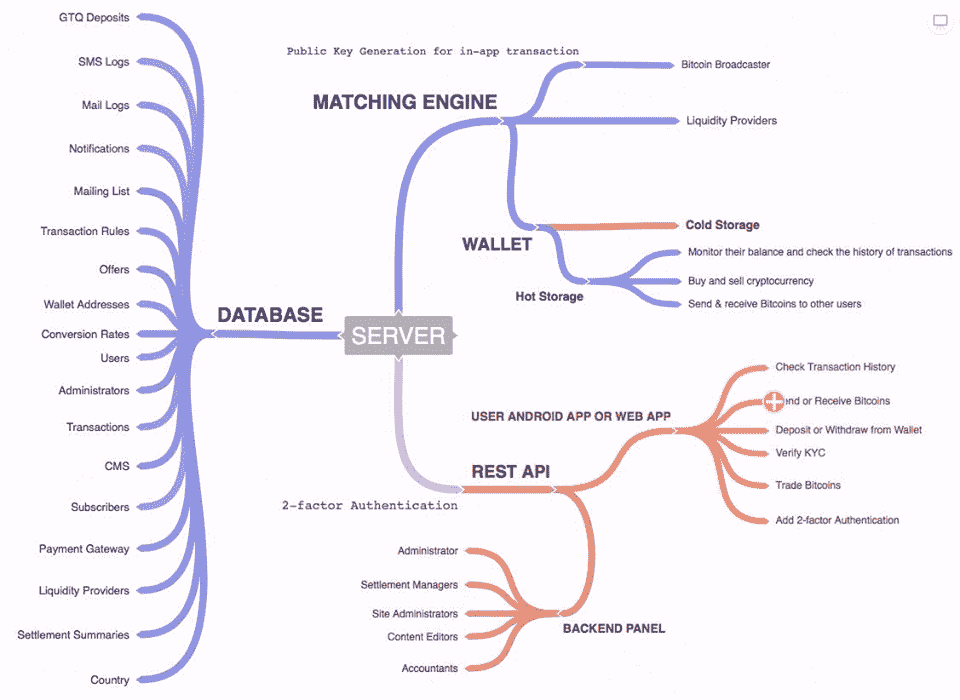 GTQ Deposits
SMS Logs
Mail Logs
Notifications
Mailing List
Transaction Rules
Offers
Wallet Addresses
Conversion Rates
Users
Administrators
Transactions
CMS
Subscribers
Payment Gateway
Liquidity Providers
Settlement Summaries
Country
DATABASE
SERVER
Public Key Generation for in-app transaction
MATCHING ENGINE
Bitcoin Broadcaster
Liquidity Providers
WALLET
Cold Storage
Hot Storage
Monitor their balance and check the history of transactions
Buy and sell cryptocurrency
Send & receive Bitcoins to other users
REST API
2-factor Authentication
USER ANDROID APP OR WEB APP
Check Transaction History
or Receive Bitcoins
Deposit or Withdraw from Wallet
Verify KYC
Trade Bitcoins
Add 2-factor Authentication
BACKEND PANEL
Administrator
Settlement Managers
Site Administrators
Content Editors
Accountants